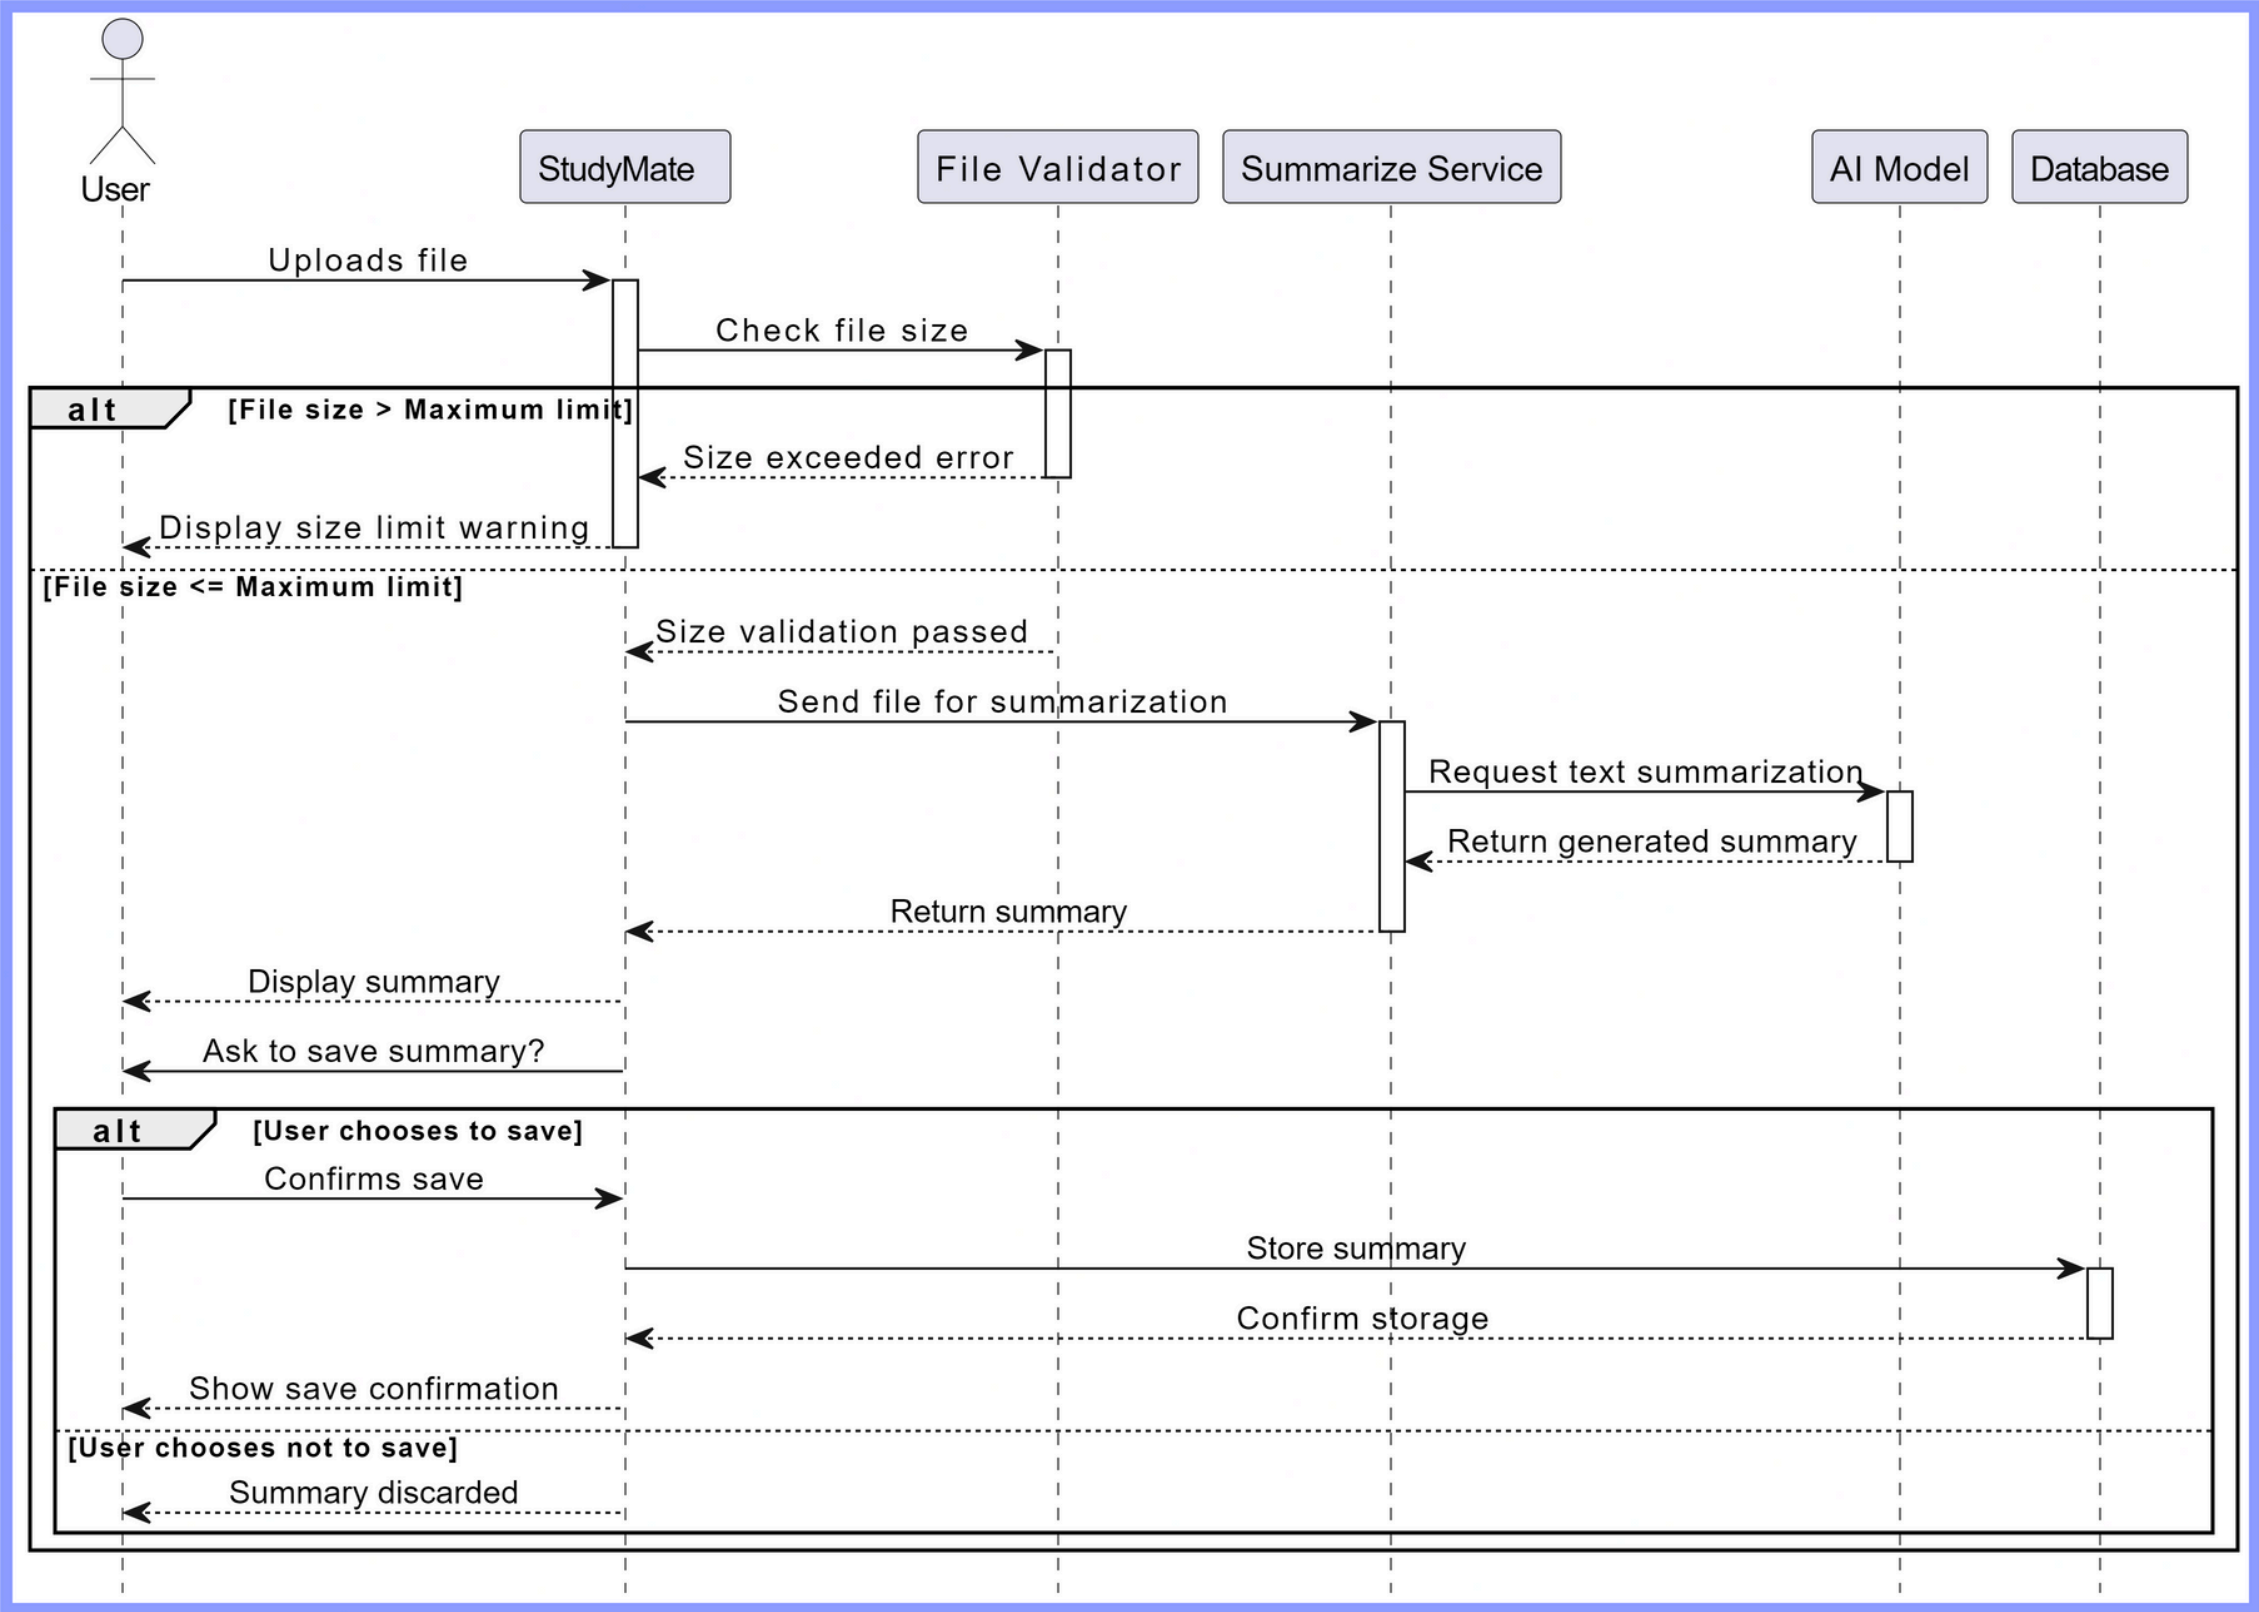 User
StudyMate
File Validator
Summarize Service
AI Model
Database
Uploads file
Check file size
alt
[File size > Maximum limit]
Size exceeded error
Display size limit warning
[File size <= Maximum limit]
Size validation passed
Send file for summarization
Request text summarization
Return generated summary
Return summary
Display summary
Ask to save summary?
alt
[User chooses to save]
Confirms save
Store summary
Confirm storage
Show save confirmation
[User chooses not to save]
Summary discarded